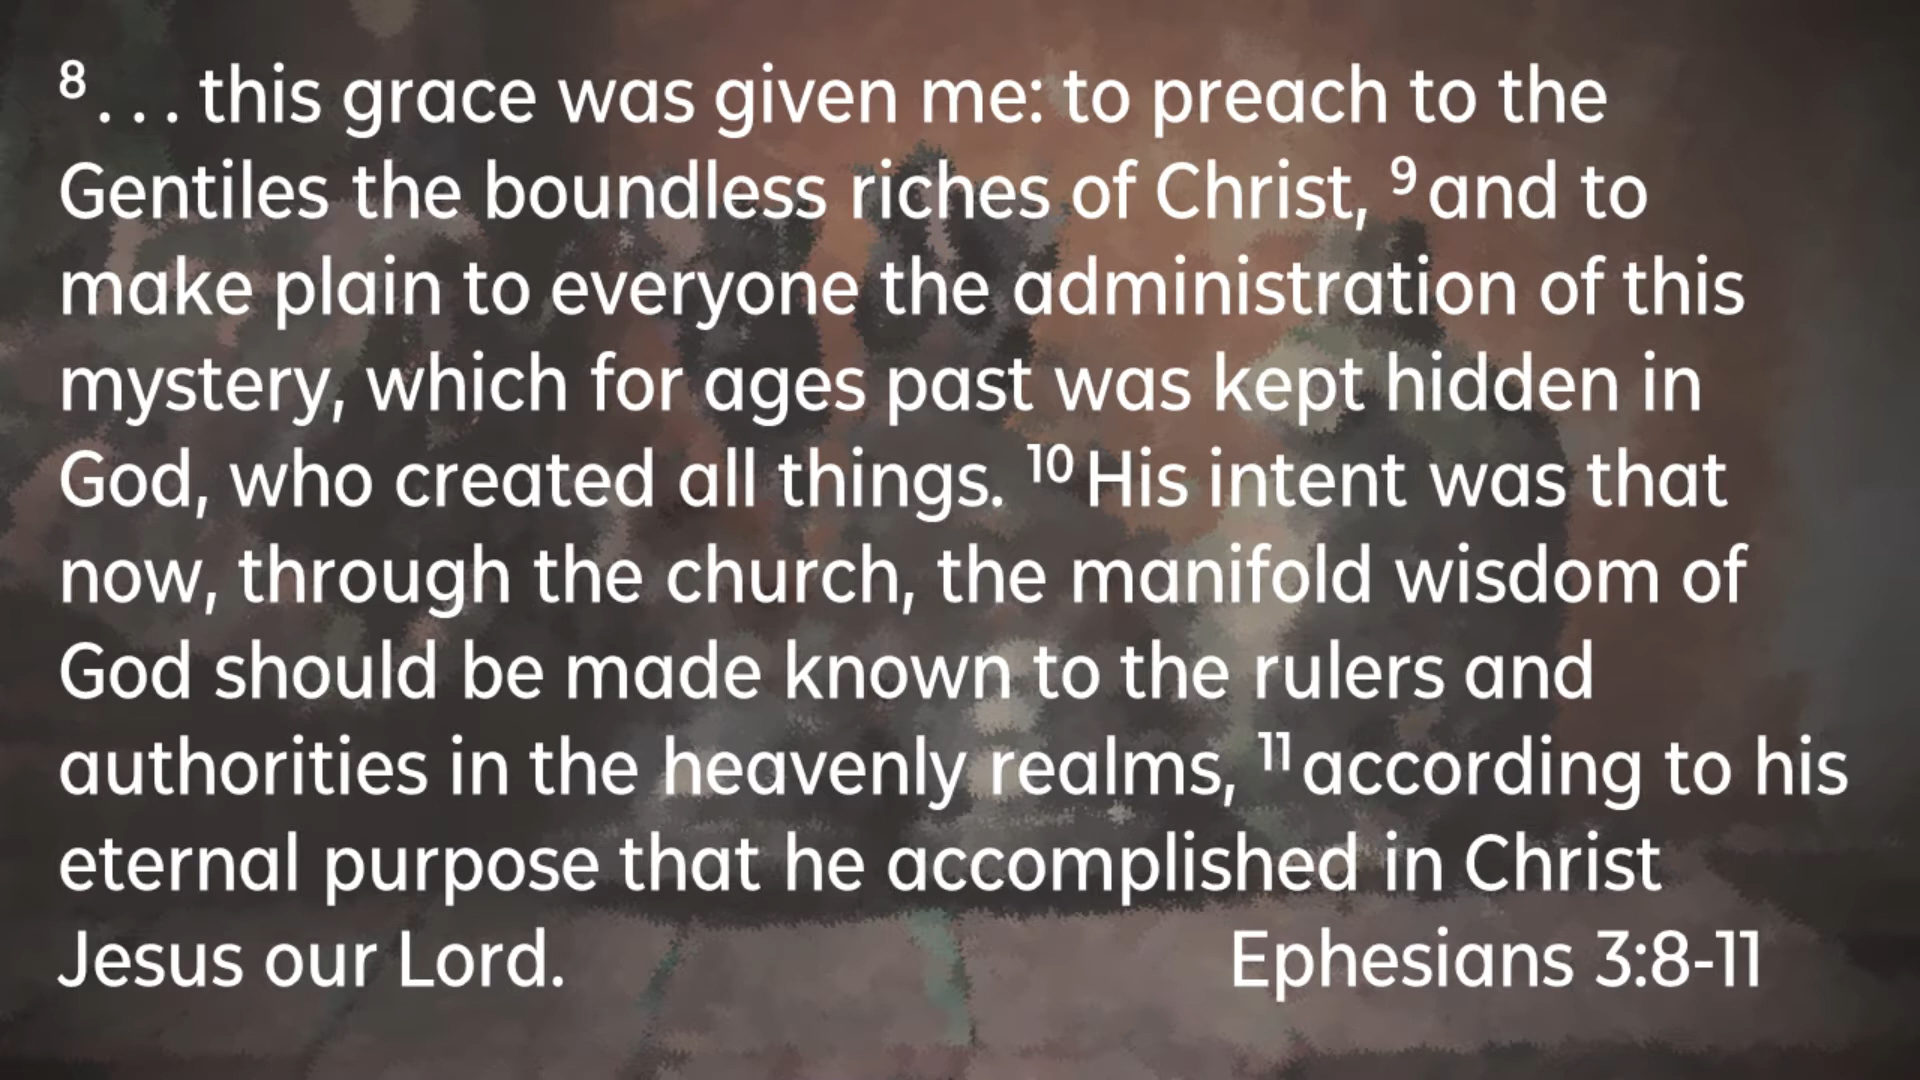 ⁸. . . this grace was given me: to preach to the
Gentiles the boundless riches of Christ, ⁹ and to
make plain to everyone the administration of this
mystery, which for ages past was kept hidden in
God, who created all things. ¹⁰ His intent was that
now, through the church, the manifold wisdom of
God should be made known to the rulers and
authorities in the heavenly realms, ¹¹ according to his
eternal purpose that he accomplished in Christ
Jesus our Lord. Ephesians 3:8-11